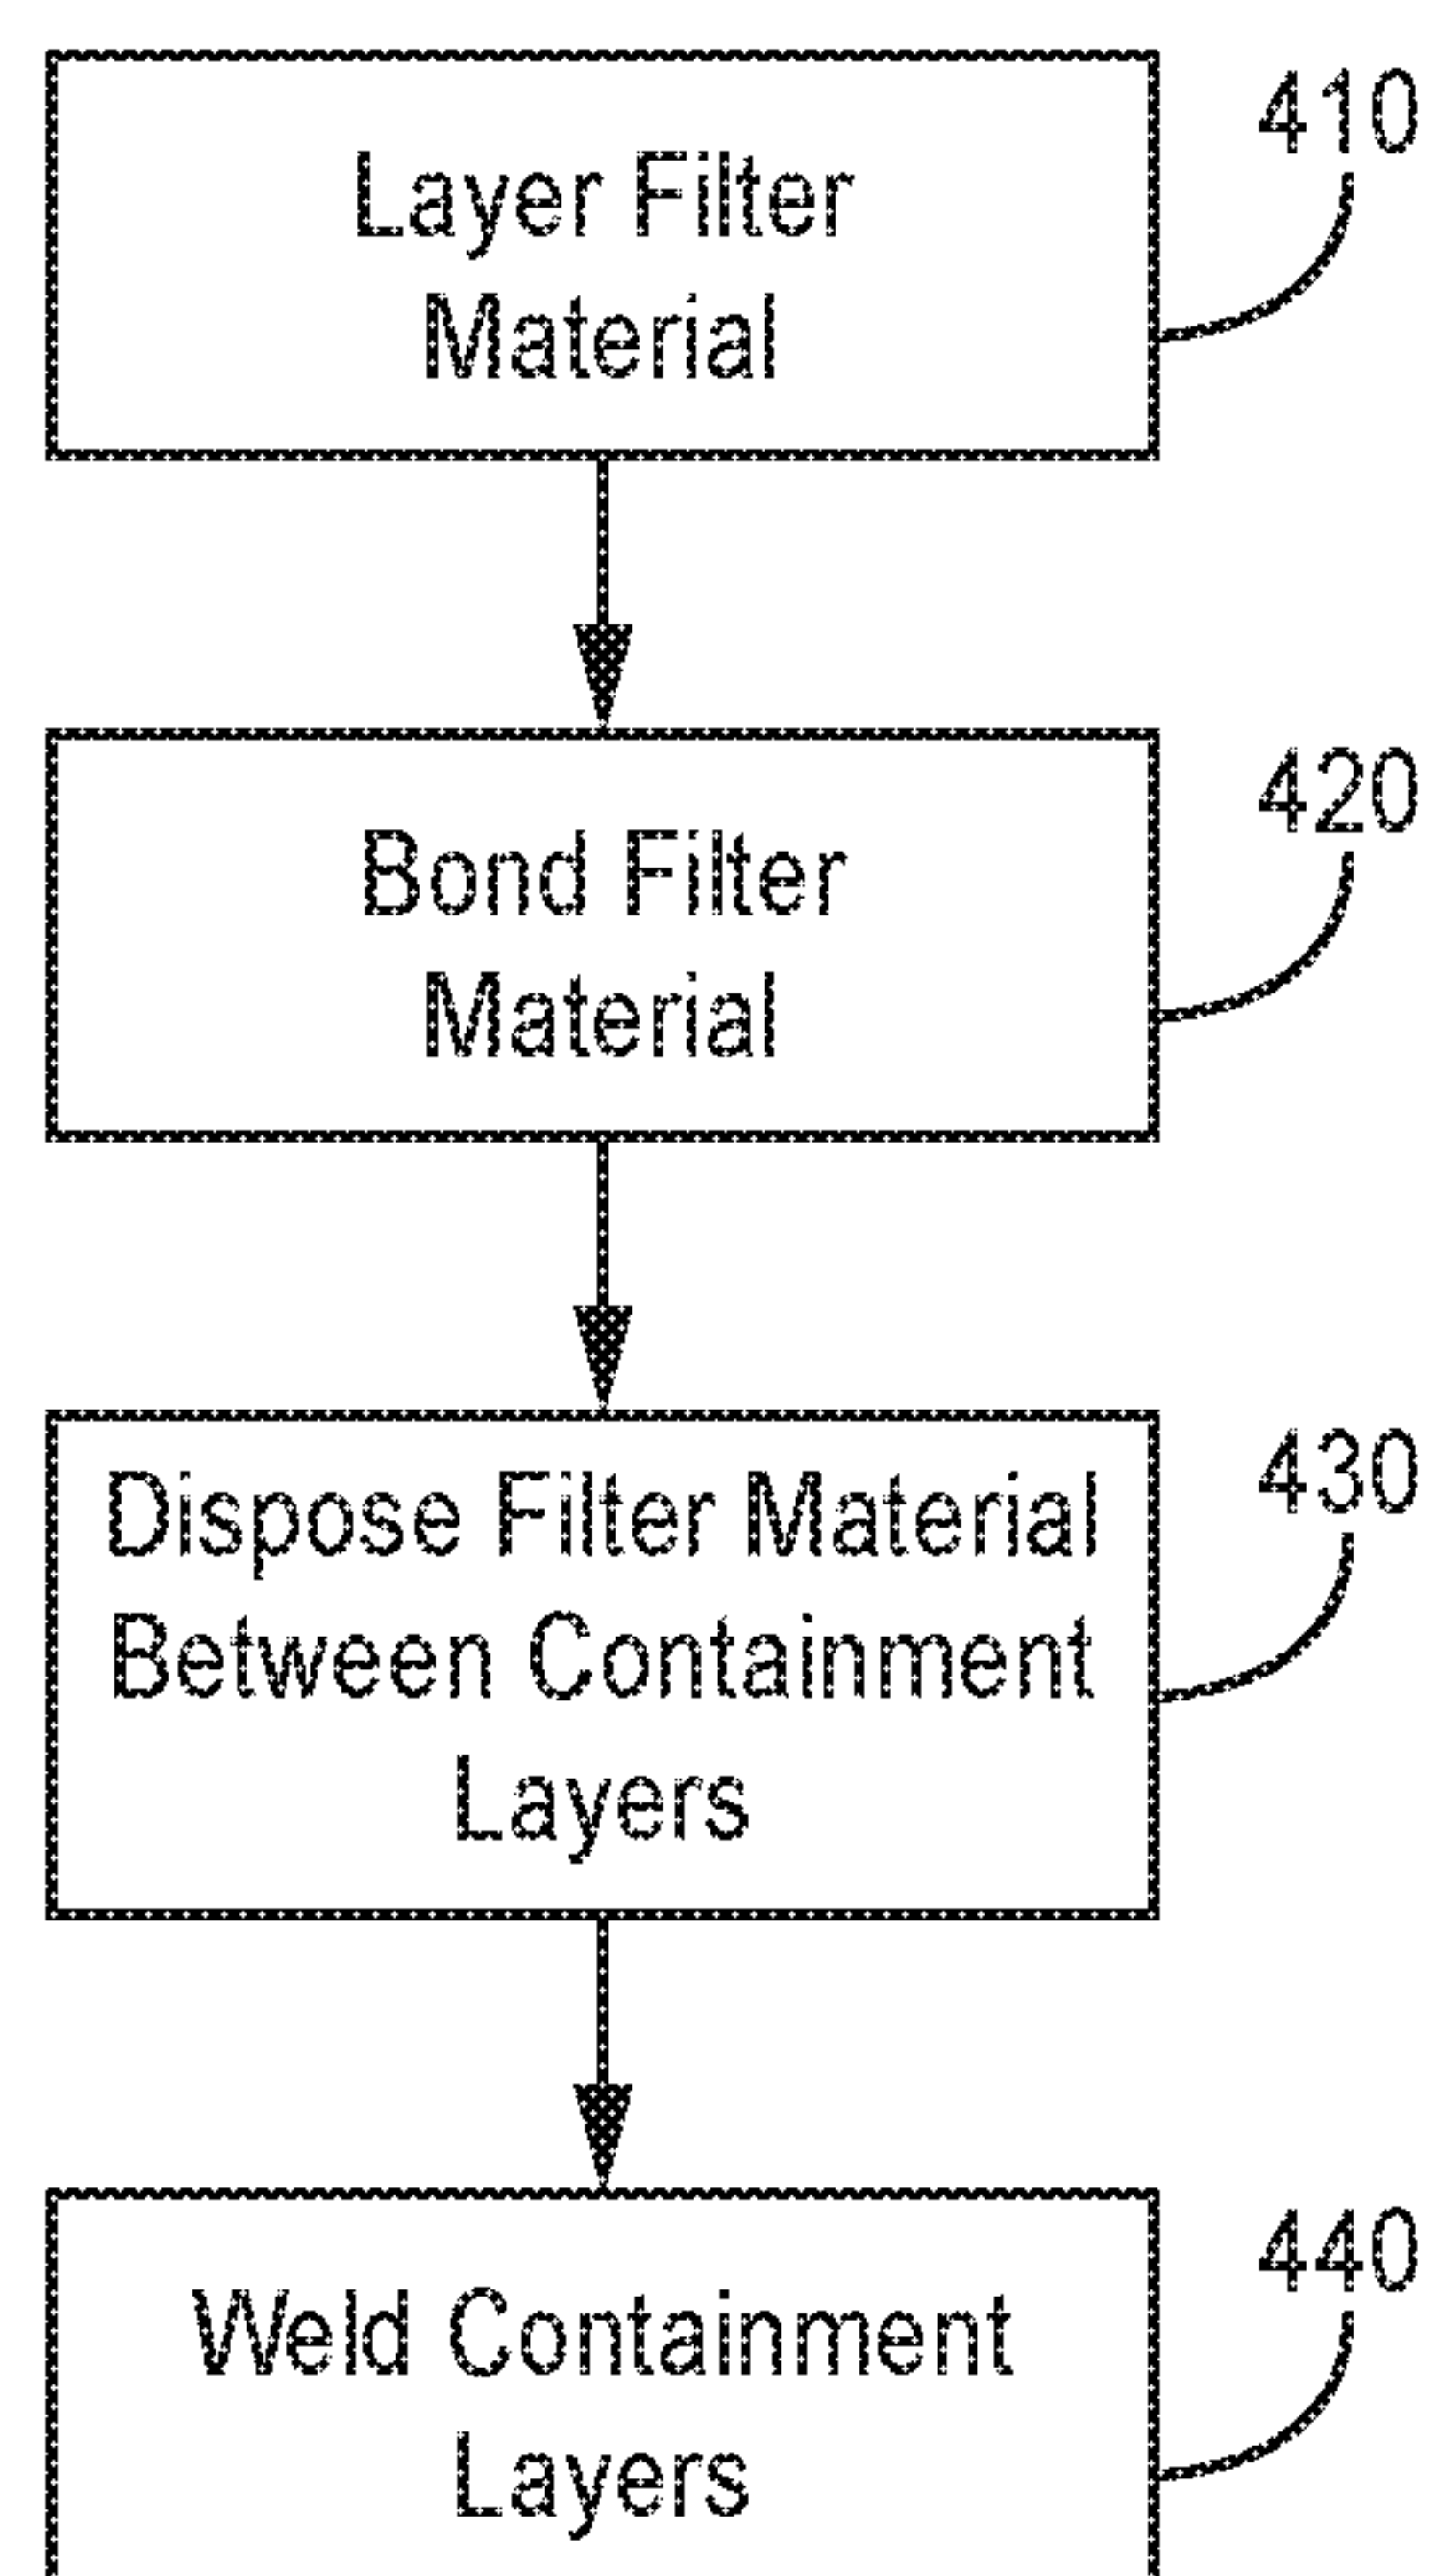 Layer Filter
Material
410
Bond Filter
Material
420
Dispose Filter Material
Between Containment
Layers
430
Weld Containment
Layers
440